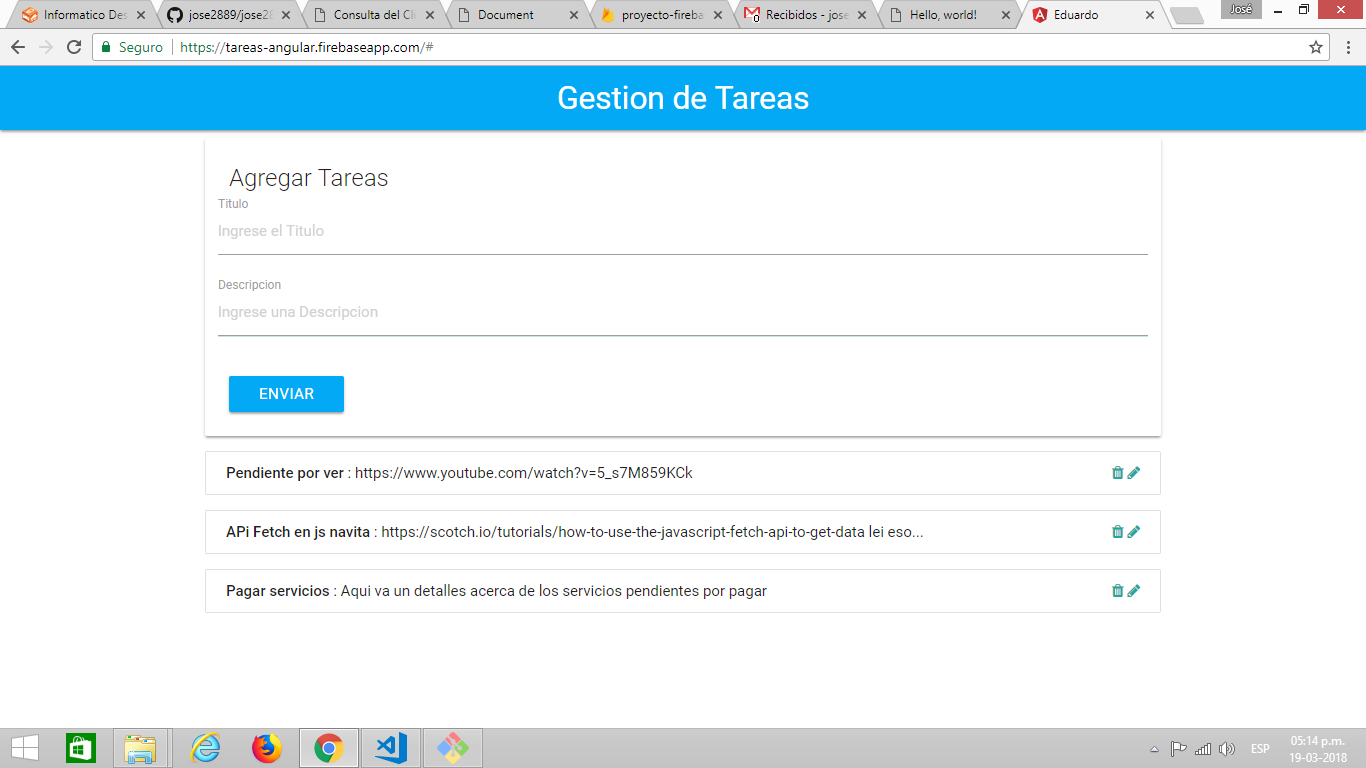 Informatico Des
jose2889/jose28
Consulta del Cli
Document
proyecto-fireba
Recibidos - jose
Hello, world!
Eduardo
José
Seguro
https://tareas-angular.firebaseapp.com/#
Gestion de Tareas
Agregar Tareas
Titulo
Ingrese el Titulo
Descripcion
Ingrese una Descripcion
ENVIAR
Pendiente por ver : https://www.youtube.com/watch?v=5_s7M859KCk
APi Fetch en js navita : https://scotch.io/tutorials/how-to-use-the-javascript-fetch-api-to-get-data lei eso...
Pagar servicios : Aqui va un detalles acerca de los servicios pendientes por pagar
ESP
05:14 p.m.
19-03-2018